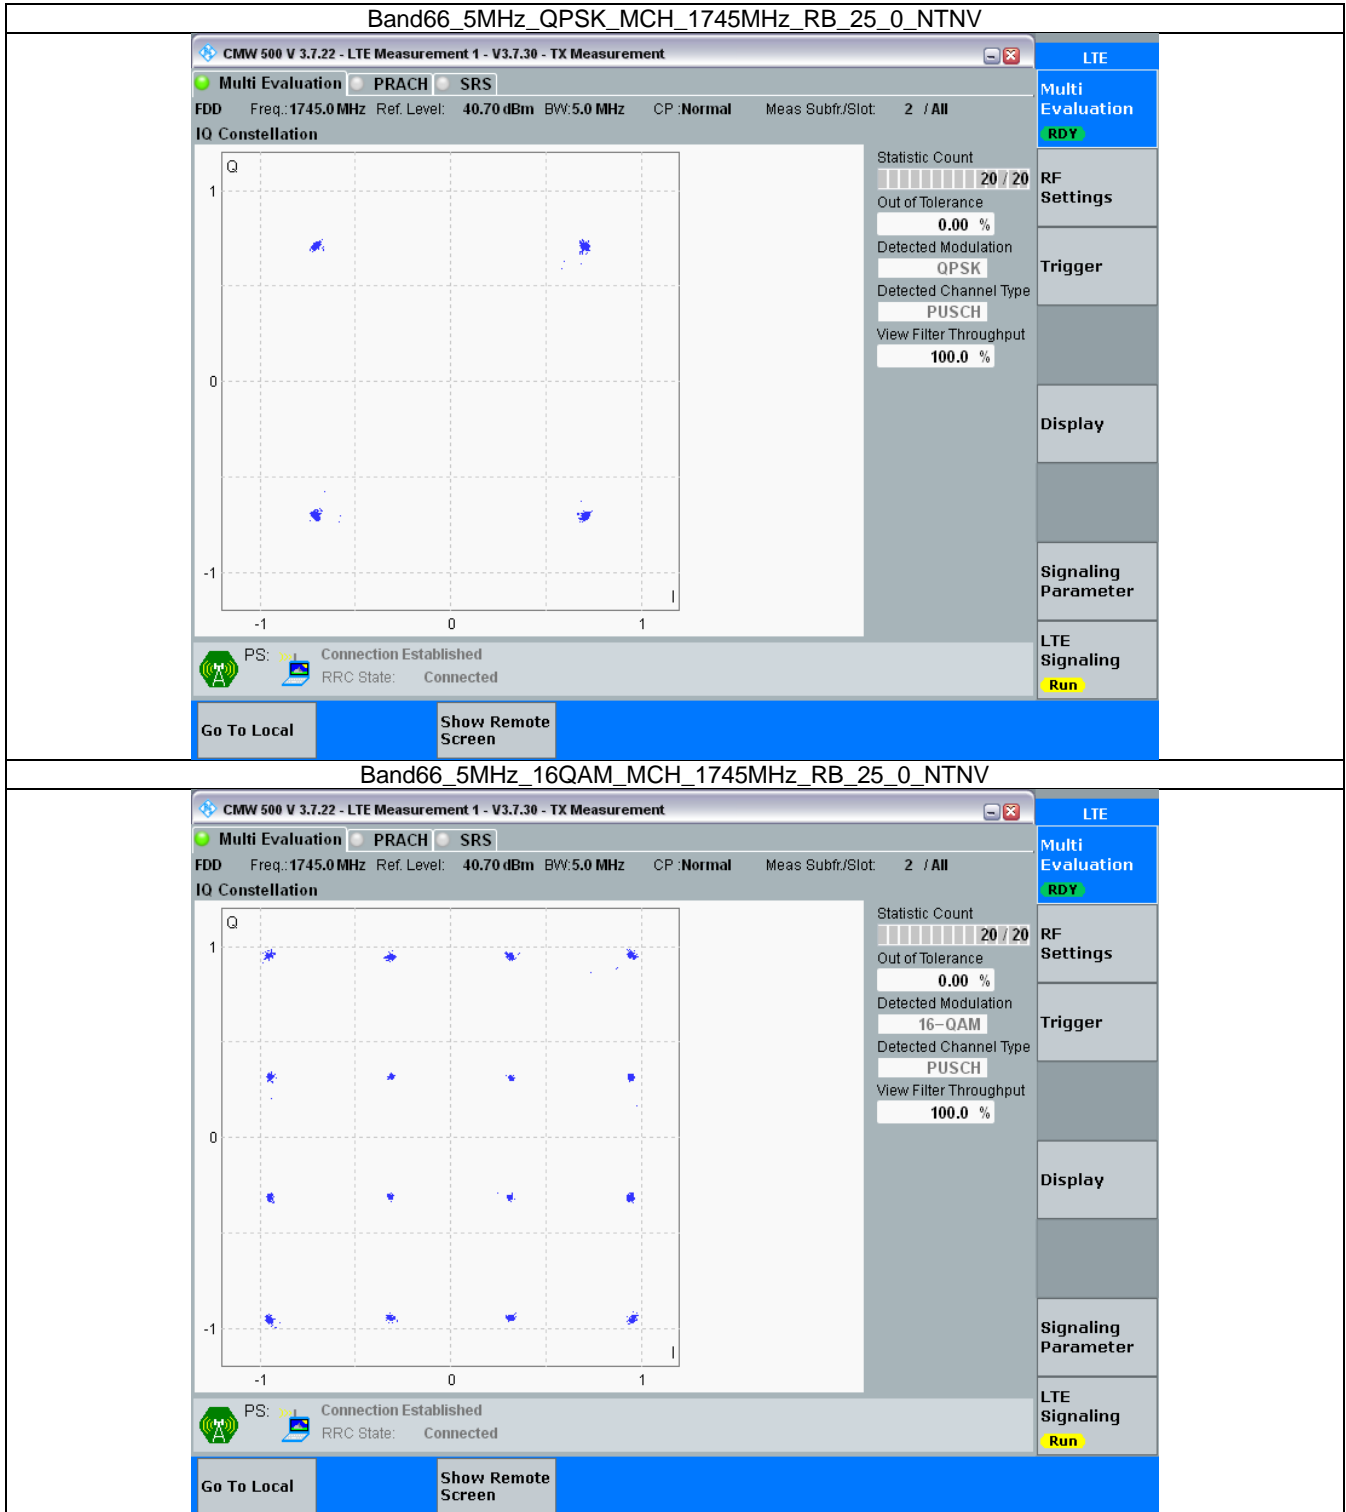 Band66_5MHz_QPSK_MCH_1745MHz_RB_25_0_NTNV
CMW 500 V 3.7.22 - LTE Measurement 1 - V3.7.30 - TX Measurement
LTE
Multi Evaluation PRACH SRS
Multi
Evaluation
RDY
FDD Freq.:1745.0 MHz Ref. Level: 40.70 dBm BW:5.0 MHz CP :Normal Meas Subfr./Slot: 2 / All
IQ Constellation
Q
1
0
-1
I
-1 0 1
Statistic Count
20 / 20
Out of Tolerance
0.00 %
Detected Modulation
QPSK
Detected Channel Type
PUSCH
View Filter Throughput
100.0 %
RF
Settings
Trigger
Display
Signaling
Parameter
LTE
Signaling
Run
PS: Connection Established
RRC State: Connected
Go To Local
Show Remote
Screen
Band66_5MHz_16QAM_MCH_1745MHz_RB_25_0_NTNV
CMW 500 V 3.7.22 - LTE Measurement 1 - V3.7.30 - TX Measurement
LTE
Multi Evaluation PRACH SRS
Multi
Evaluation
RDY
FDD Freq.:1745.0 MHz Ref. Level: 40.70 dBm BW:5.0 MHz CP :Normal Meas Subfr./Slot: 2 / All
IQ Constellation
Q
1
0
-1
I
-1 0 1
Statistic Count
20 / 20
Out of Tolerance
0.00 %
Detected Modulation
16-QAM
Detected Channel Type
PUSCH
View Filter Throughput
100.0 %
RF
Settings
Trigger
Display
Signaling
Parameter
LTE
Signaling
Run
PS: Connection Established
RRC State: Connected
Go To Local
Show Remote
Screen